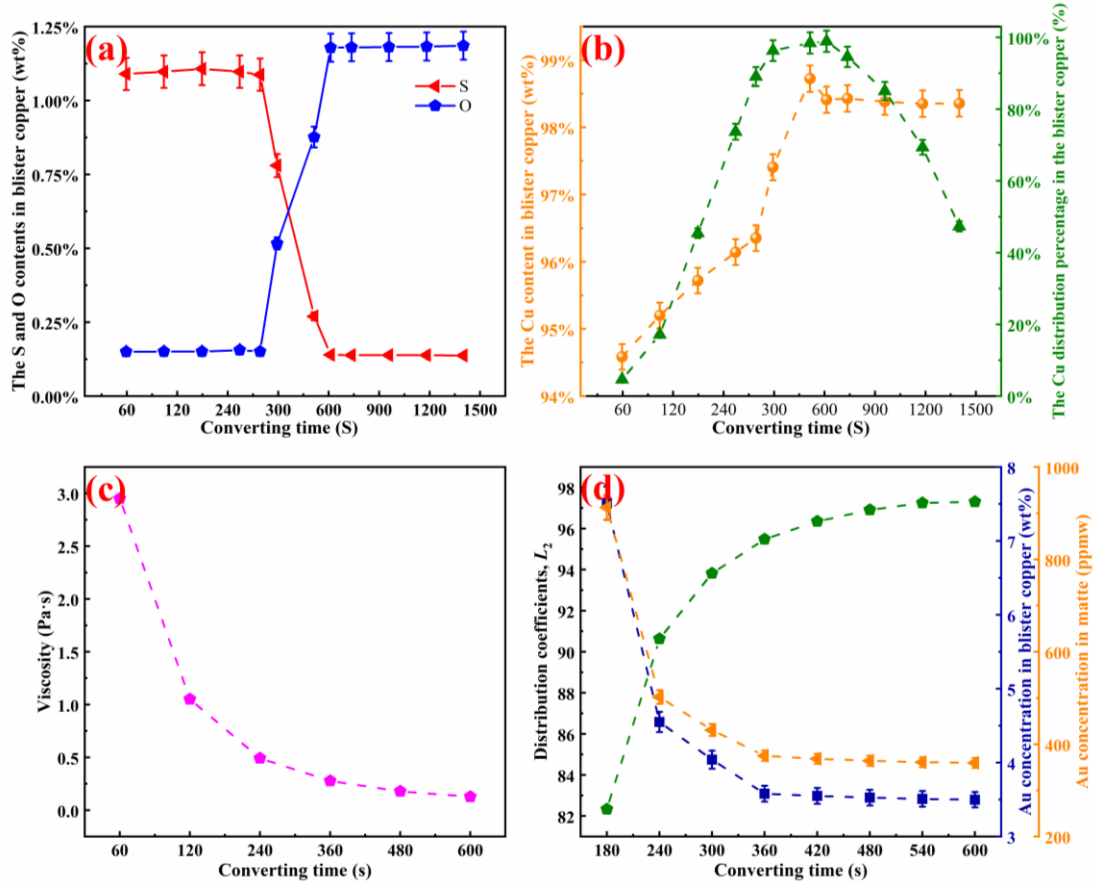 (a)
The S and O contents in blister copper (wt%)
1.25%
1.00%
0.75%
0.50%
0.25%
0.00%
S
O
60 120 240 300 600 900 1200 1500
Converting time (S)
(b)
The Cu content in blister copper (wt%)
99%
98%
97%
96%
95%
94%
100%
80%
60%
40%
20%
0%
The Cu distribution percentage in the blister copper (%)
60 120 180 240 300 600 900 1200 1500
Converting time (S)
(c)
Viscosity (Pa·s)
3.0
2.5
2.0
1.5
1.0
0.5
0.0
60 120 240 360 480 600
Converting time (s)
(d)
Distribution coefficients, L2
98
96
94
92
90
88
86
84
82
8
7
6
5
4
3
Au concentration in blister copper (wt%)
1000
800
600
400
200
Au concentration in matte (ppmw)
180 240 300 360 420 480 540 600
Converting time (s)